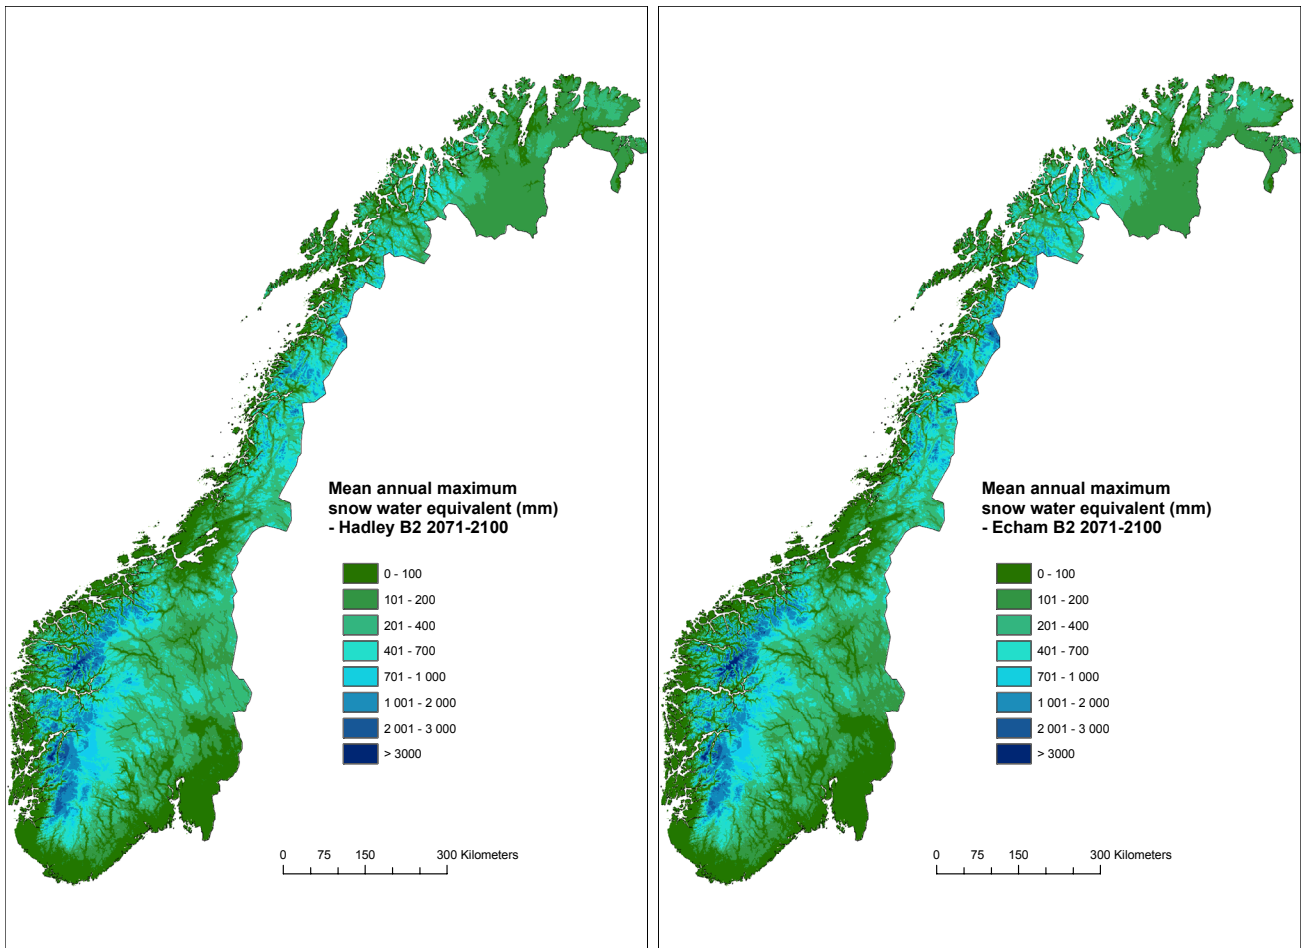 Mean annual maximum
snow water equivalent (mm)
- Hadley B2 2071-2100
0 - 100
101 - 200
201 - 400
401 - 700
701 - 1 000
1 001 - 2 000
2 001 - 3 000
> 3000
0 75 150 300 Kilometers
Mean annual maximum
snow water equivalent (mm)
- Echam B2 2071-2100
0 - 100
101 - 200
201 - 400
401 - 700
701 - 1 000
1 001 - 2 000
2 001 - 3 000
> 3000
0 75 150 300 Kilometers